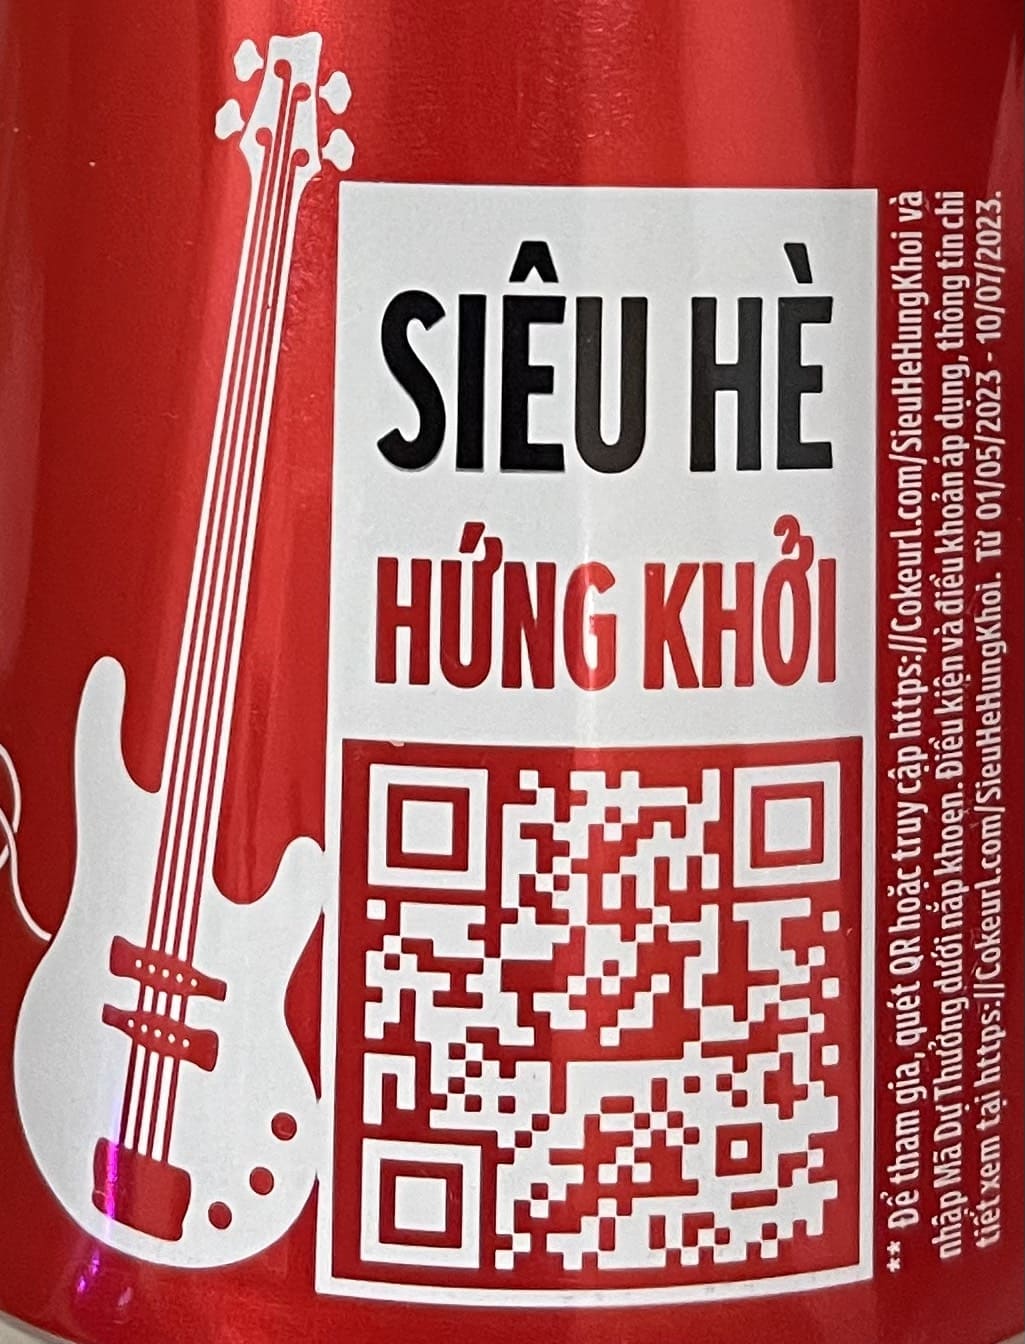 SIÊU HÈ
HỨNG KHỞI
** Để tham gia, quét QR hoặc truy cập https://Cokeurl.com/SieuHeHungKhoi và
nhập Mã Dự Thưởng dưới nắp khoen. Điều kiện và điều khoản áp dụng, thông tin chi
tiết xem tại https://Cokeurl.com/SieuHeHungKhoi. Từ 01/05/2023 - 10/07/2023.